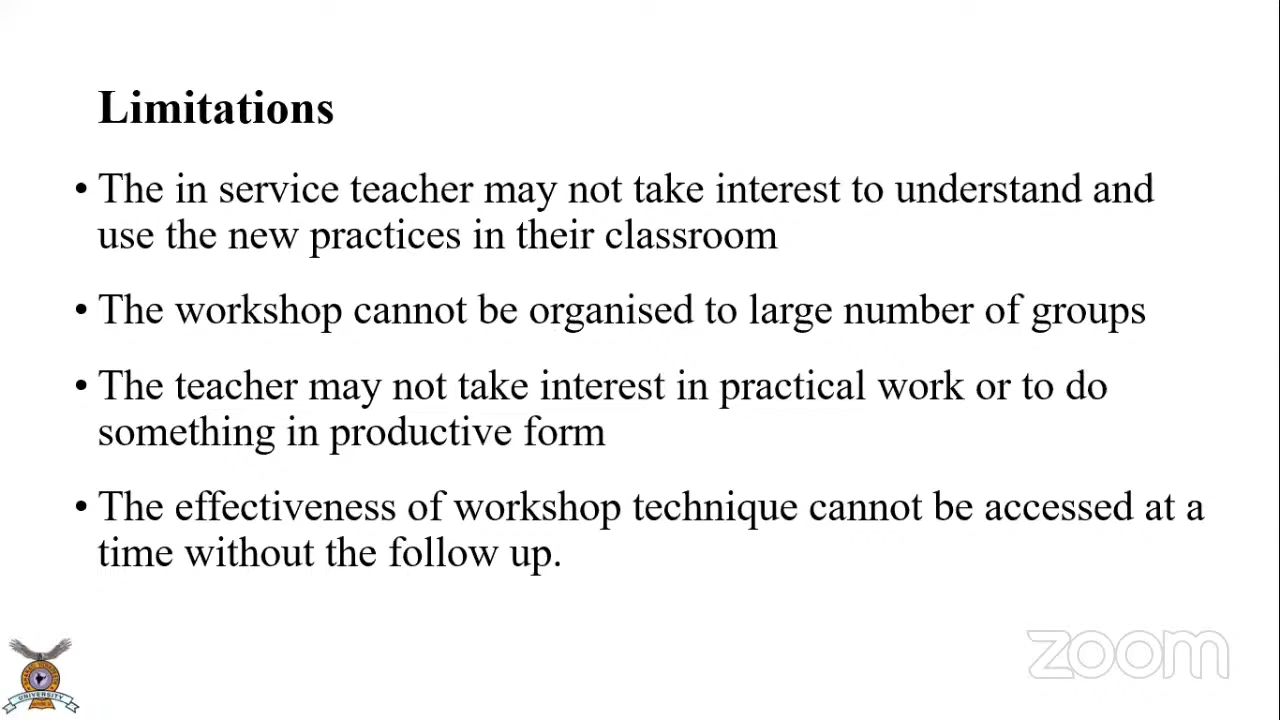 Limitations
• The in service teacher may not take interest to understand and
use the new practices in their classroom
• The workshop cannot be organised to large number of groups
• The teacher may not take interest in practical work or to do
something in productive form
• The effectiveness of workshop technique cannot be accessed at a
time without the follow up.
zoom
UNIVERSITY